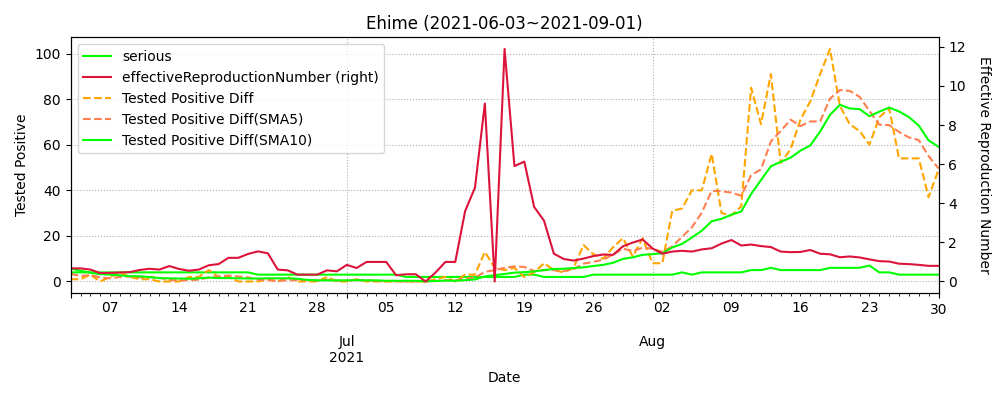 Ehime (2021-06-03~2021-09-01)
serious
effectiveReproductionNumber (right)
Tested Positive Diff
Tested Positive Diff(SMA5)
Tested Positive Diff(SMA10)
Tested Positive
100
80
60
40
20
0
12
10
8
6
4
2
0
Effective Reproduction Number
07 14 21 28 05 12 19 26 02 09 16 23 30
Jul Aug
2021
Date